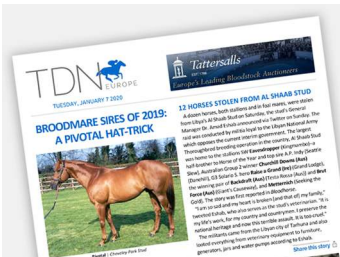 TDN
EUROPE
TUESDAY, JANUARY 7 2020
Tattersalls
Europe's Leading Bloodstock Auctioneers
BROODMARE SIRES OF 2019:
A PIVOTAL HAT-TRICK
Pivotal | Cheveley Park Stud
12 HORSES STOLEN FROM AL SHAAB STUD
A dozen horses, both stallions and in foal mares, were stolen
from Libya's Al Shaab Stud on Saturday, the stud's General
Manager Dr. Amad Eshab announced via Twitter on Sunday. The
raid was conducted by militia loyal to the Libyan National Army
which opposes the current interim government. The largest
Thoroughbred breeding operation in the country, Al Shaab Stud
was home to the stallions SW Eavesdropper (Kingmambo)–a
half-brother to Horse of the Year and top sire A.P. Indy (Seattle
Slew), Australian Group 2 winner Churchill Downs (Aus)
(Danehill), G3 Solario S. hero Raise a Grand (Ire) (Grand Lodge),
the winning pair of Rackukraft (Aus) (Testa Rossa {Aus}) and Brut
Force (Aus) (Giant's Causeway), and Metternich (Seeking the
Gold). The story was first reported in Bloodhorse.
"I am so sad and my heart is broken [and that of] my family,"
tweeted Eshab, who also serves as the stud's veterinarian. "It is
my life's work, for my country and countrymen. I preserve the
national heritage and now this terrible assault. It is too cruel."
The militants came from the Libyan city of Tarhuna and also
looted everything from veterinary equipment to furniture,
generators, jars and water pumps according to Eshab.
Share this story